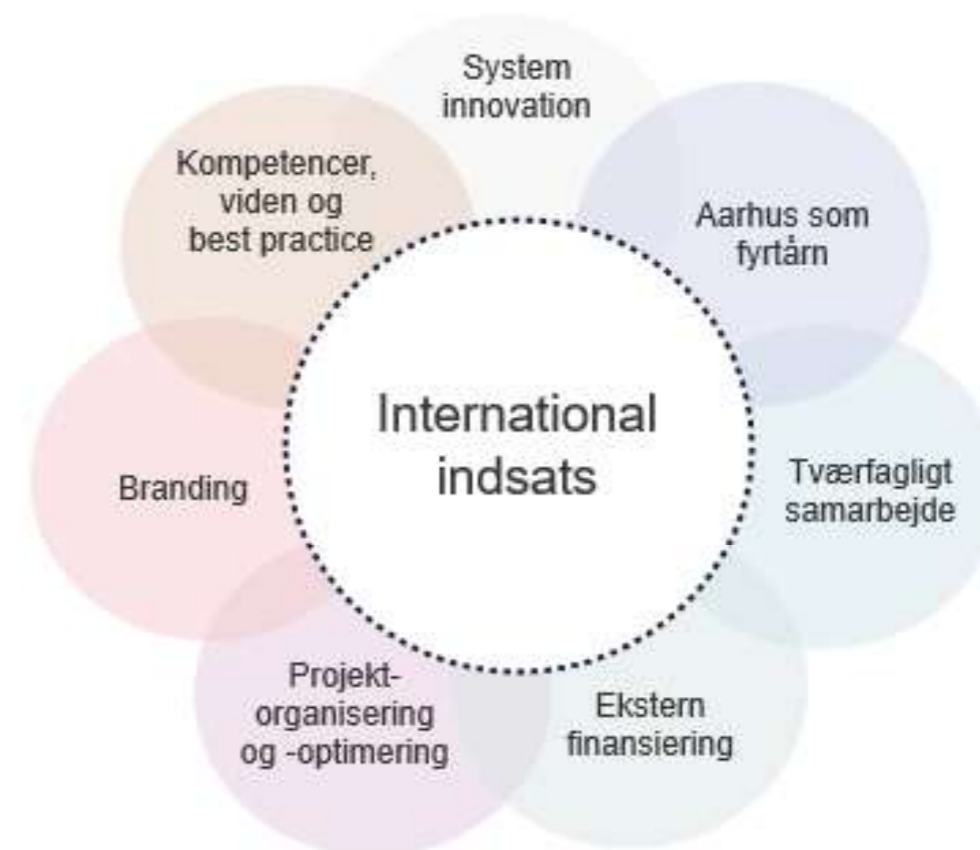 System
innovation
Aarhus som
fyrtårn
Tværfagligt
samarbejde
Ekstern
finansiering
Projekt-
organisering
og -optimering
Branding
Kompetencer,
viden og
best practice
International
indsats